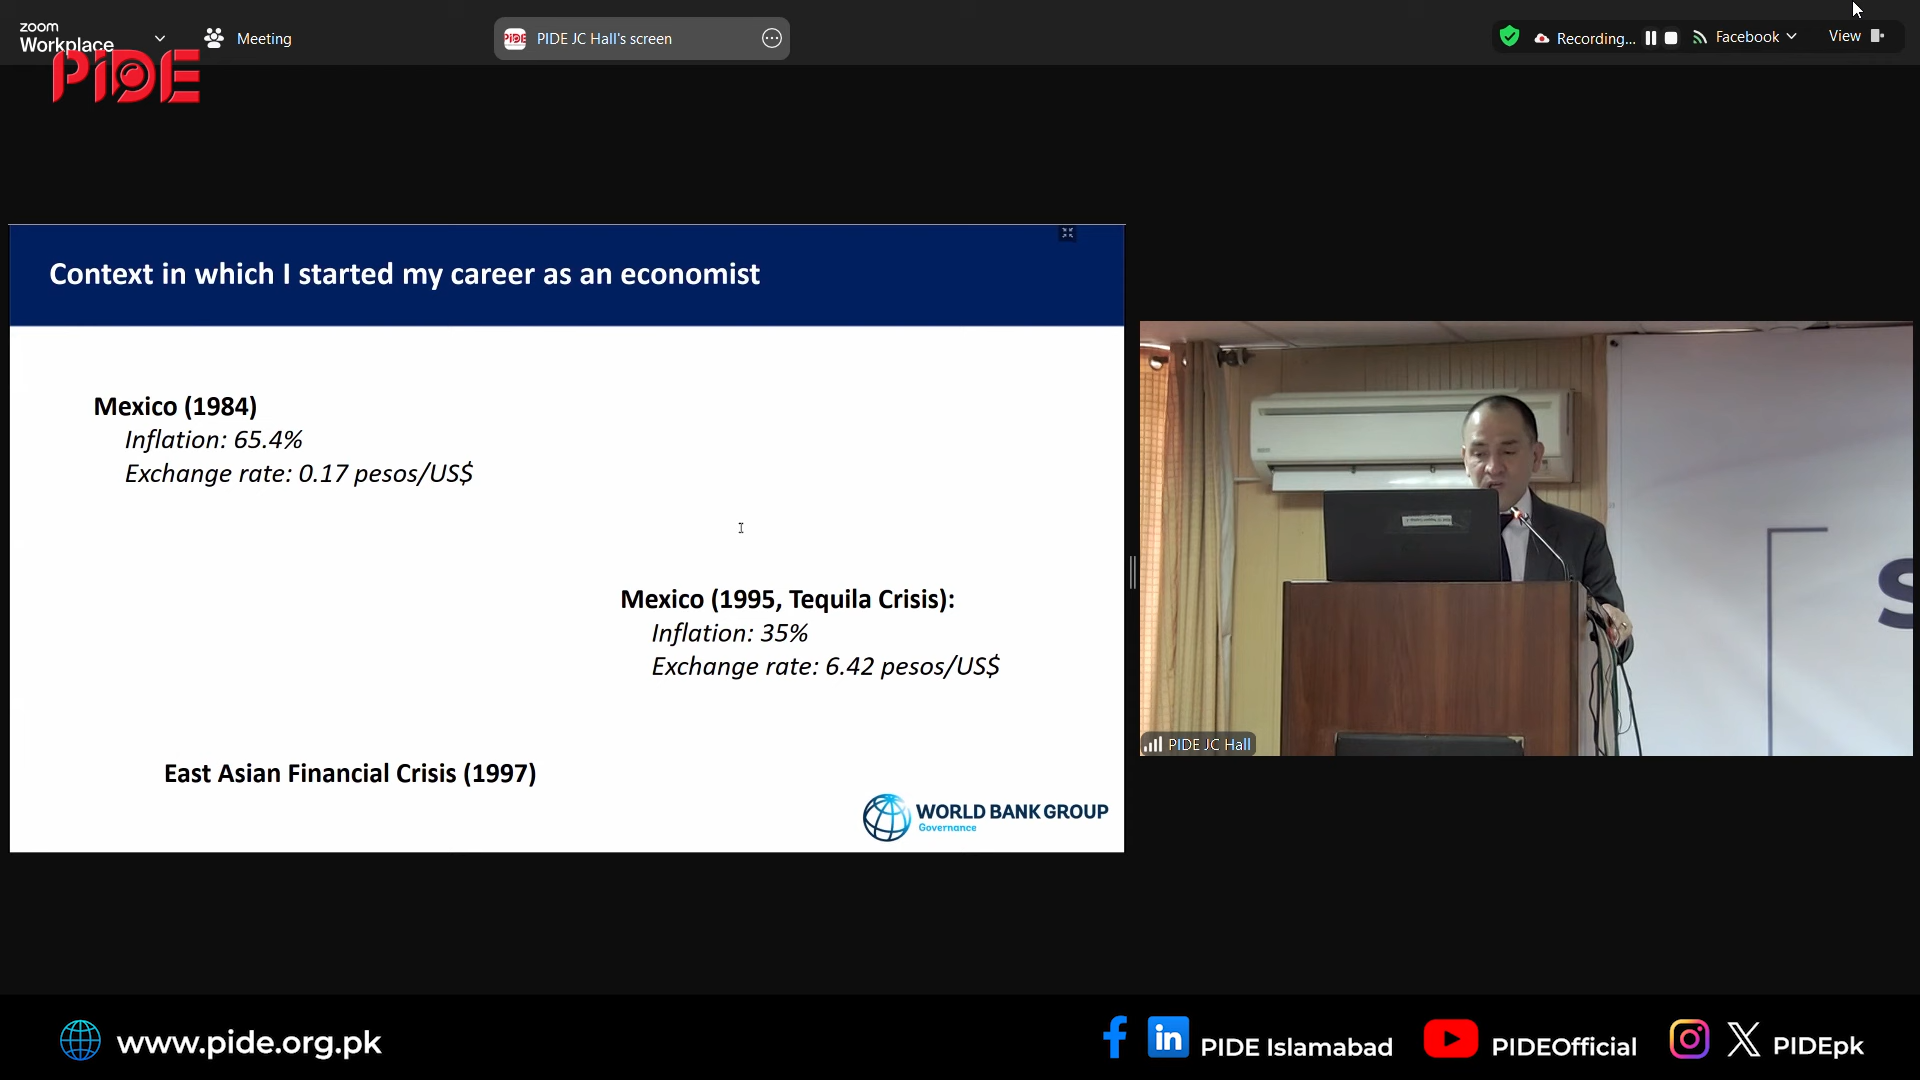 zoom
Workplace
Meeting
PIDE JC Hall's screen
Recording...
Facebook
View
PIDE
Context in which I started my career as an economist
Mexico (1984)
Inflation: 65.4%
Exchange rate: 0.17 pesos/US$
Mexico (1995, Tequila Crisis):
Inflation: 35%
Exchange rate: 6.42 pesos/US$
East Asian Financial Crisis (1997)
WORLD BANK GROUP
Governance
S
PIDE JC Hall
www.pide.org.pk
PIDE Islamabad
PIDEOfficial
PIDEpk